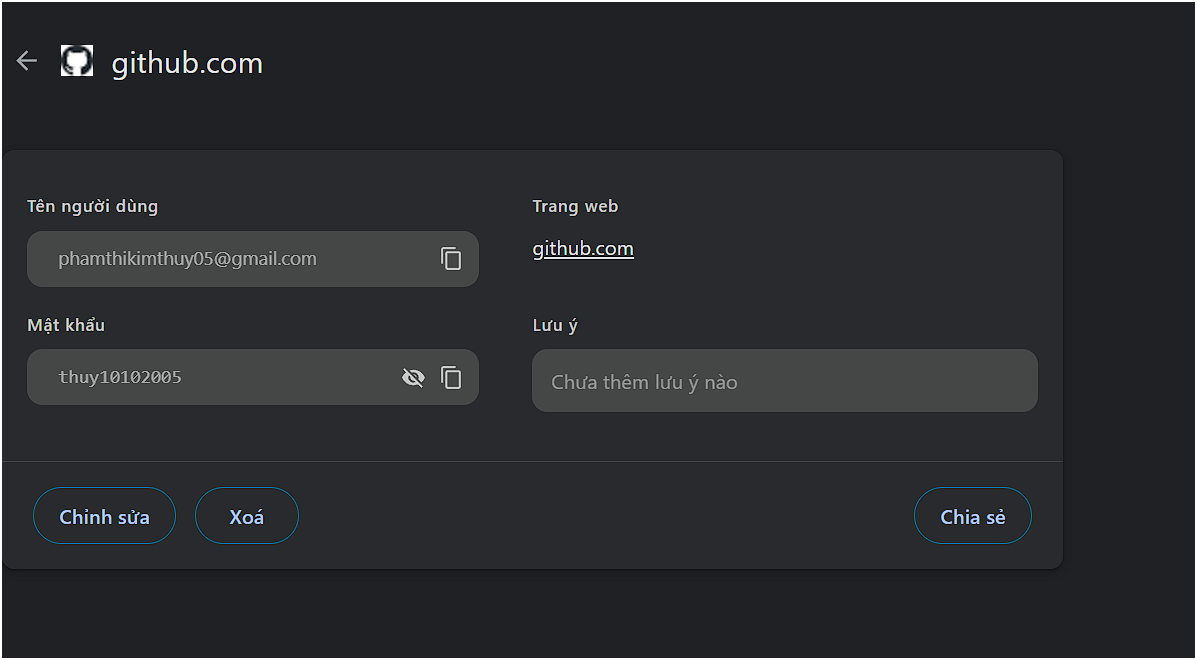 github.com
Tên người dùng
Trang web
phamthikimthuy05@gmail.com
github.com
Mật khẩu
Lưu ý
thuy10102005
Chưa thêm lưu ý nào
Chỉnh sửa
Xoá
Chia sẻ